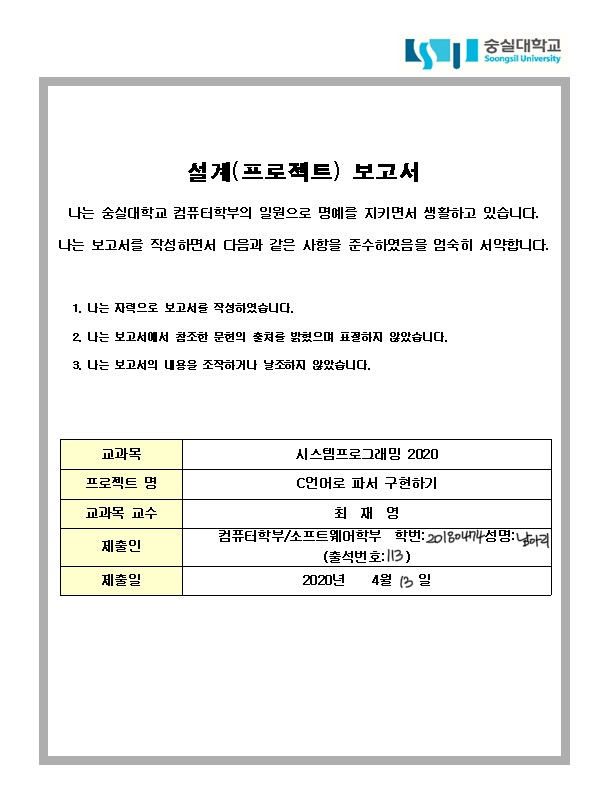 숭실대학교
Soongsil University
설계(프로젝트) 보고서
나는 숭실대학교 컴퓨터학부의 일원으로 명예를 지키면서 생활하고 있습니다.
나는 보고서를 작성하면서 다음과 같은 사항을 준수하였음을 엄숙히 서약합니다.
1. 나는 자력으로 보고서를 작성하였습니다.
2. 나는 보고서에서 참조한 문헌의 출처를 밝혔으며 표절하지 않았습니다.
3. 나는 보고서의 내용을 조작하거나 날조하지 않았습니다.
교과목 시스템프로그래밍 2020
프로젝트 명 C언어로 파서 구현하기
교과목 교수 최 재 영
제출인 컴퓨터학부/소프트웨어학부 학번:20180474 성명:
(출석번호:113)
제출일 2020년 4월 13 일